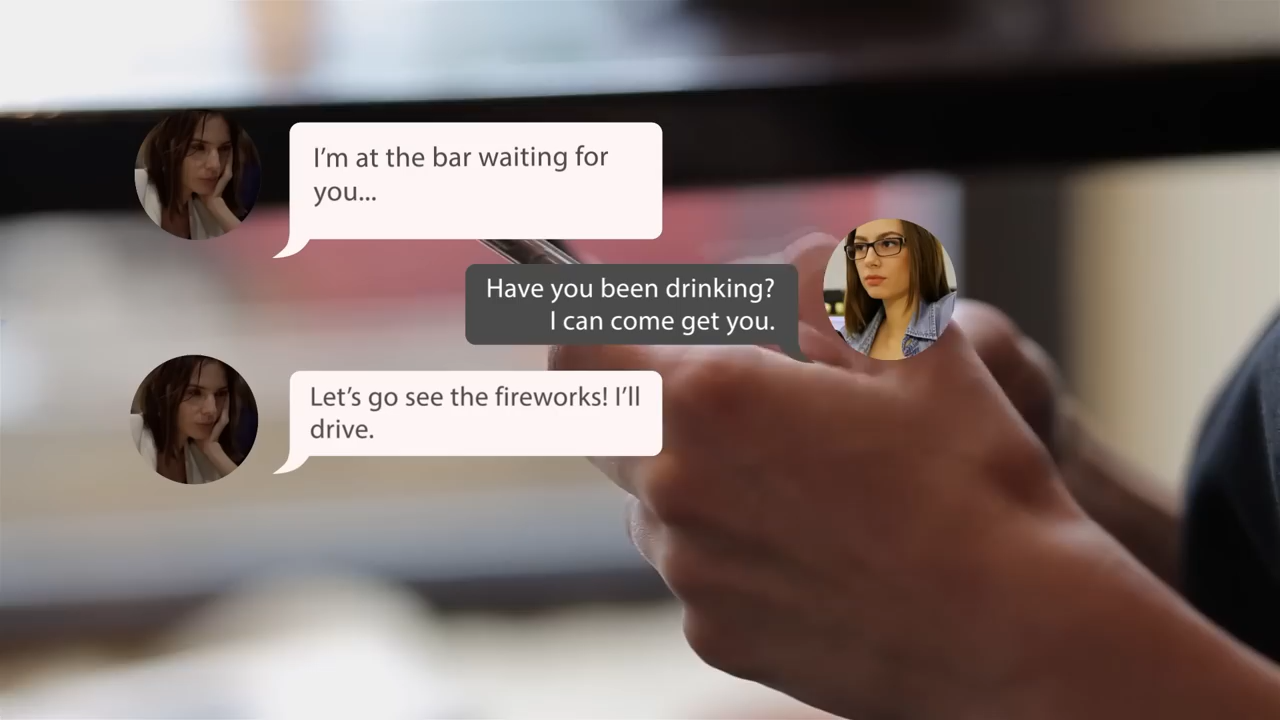 I’m at the bar waiting for
you...
Have you been drinking?
I can come get you.
Let’s go see the fireworks! I’ll
drive.